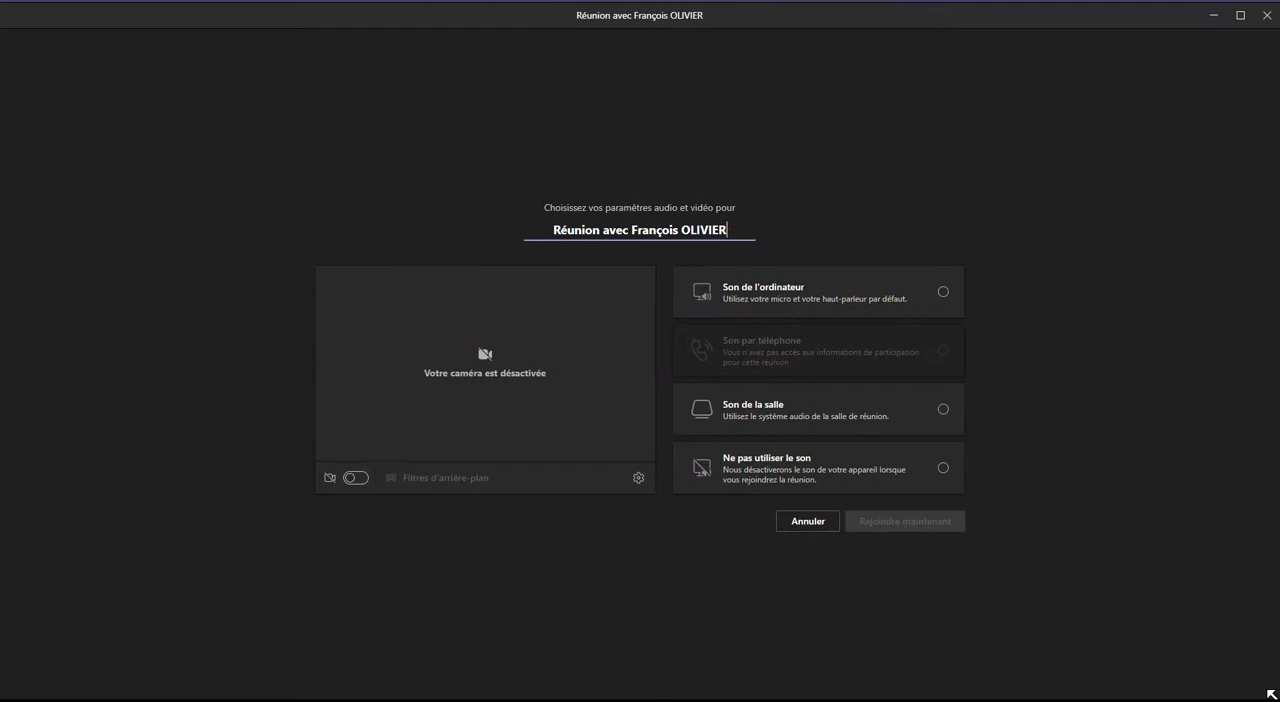 Réunion avec François OLIVIER
Choisissez vos paramètres audio et vidéo pour
Réunion avec François OLIVIER
Votre caméra est désactivée
Filtres d'arrière-plan
Son de l'ordinateur
Utilisez votre micro et votre haut-parleur par défaut.
Son par téléphone
Vous n'avez pas accès aux informations de participation
pour cette réunion
Son de la salle
Utilisez le système audio de la salle de réunion.
Ne pas utiliser le son
Nous désactiverons le son de votre appareil lorsque
vous rejoindrez la réunion.
Annuler
Rejoindre maintenant